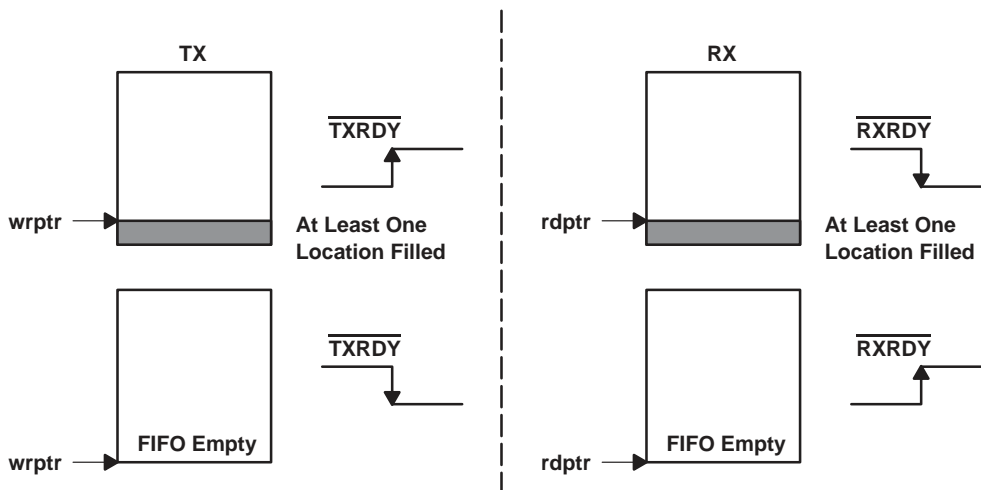 TX
TXRDY
wrptr
At Least One
Location Filled
TXRDY
FIFO Empty
wrptr
RX
RXRDY
rdptr
At Least One
Location Filled
RXRDY
FIFO Empty
rdptr